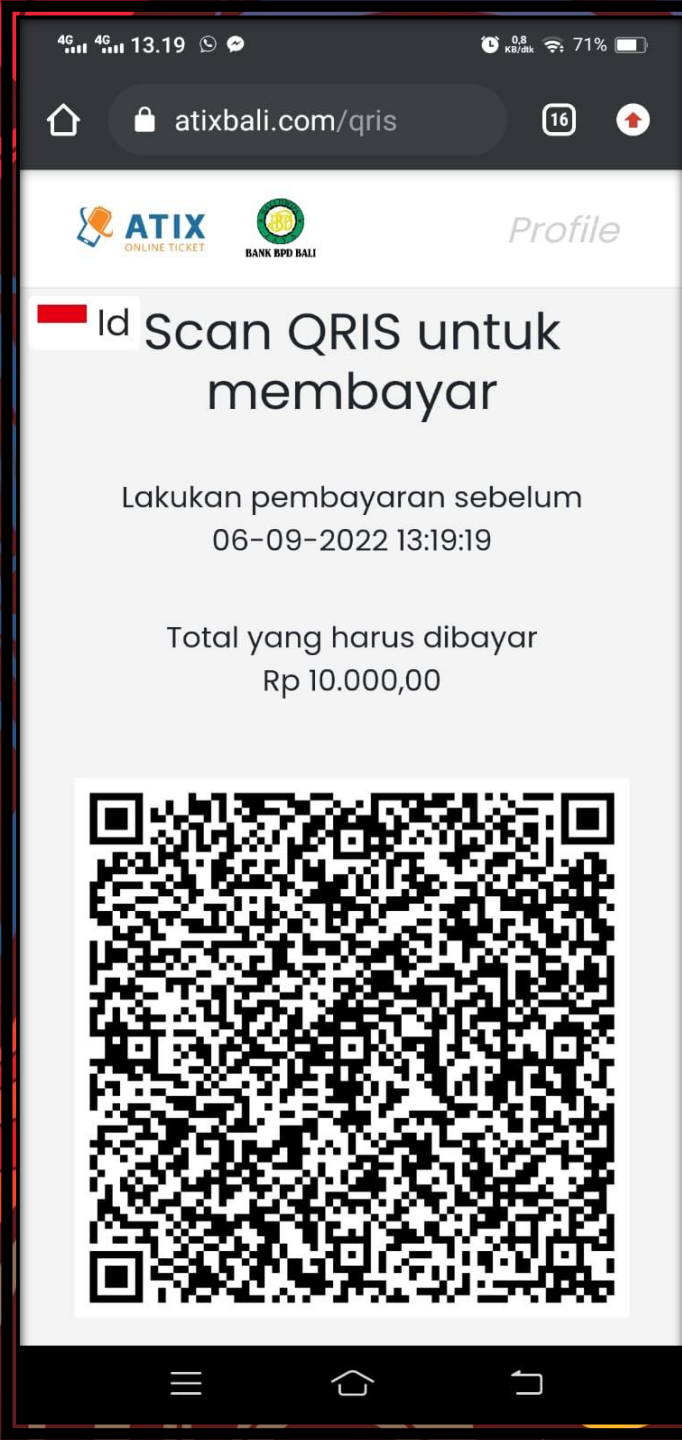 4G 4G 13.19 0,8 KB/dtk 71%
atixbali.com/qris 16
ATIX
ONLINE TICKET
BANK BPD BALI
Profile
Id
Scan QRIS untuk
membayar
Lakukan pembayaran sebelum
06-09-2022 13:19:19
Total yang harus dibayar
Rp 10.000,00